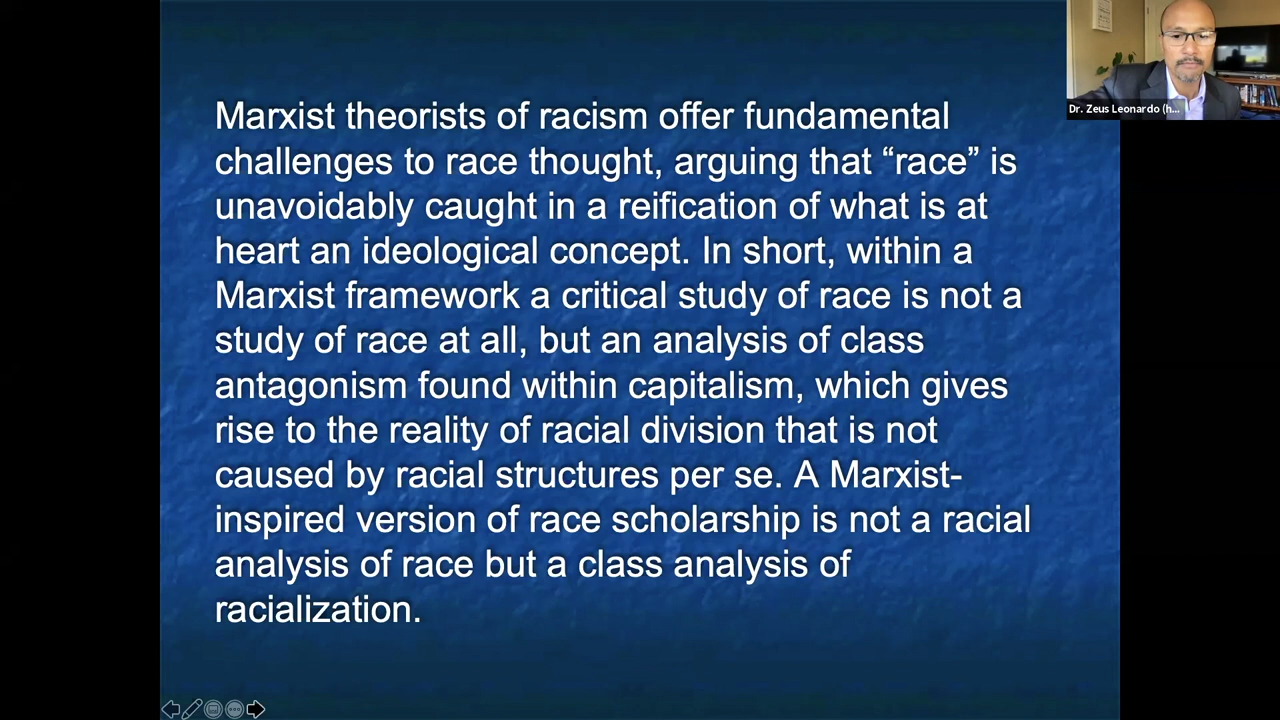 Marxist theorists of racism offer fundamental
challenges to race thought, arguing that “race” is
unavoidably caught in a reification of what is at
heart an ideological concept. In short, within a
Marxist framework a critical study of race is not a
study of race at all, but an analysis of class
antagonism found within capitalism, which gives
rise to the reality of racial division that is not
caused by racial structures per se. A Marxist-
inspired version of race scholarship is not a racial
analysis of race but a class analysis of
racialization.
Dr. Zeus Leonardo (h...